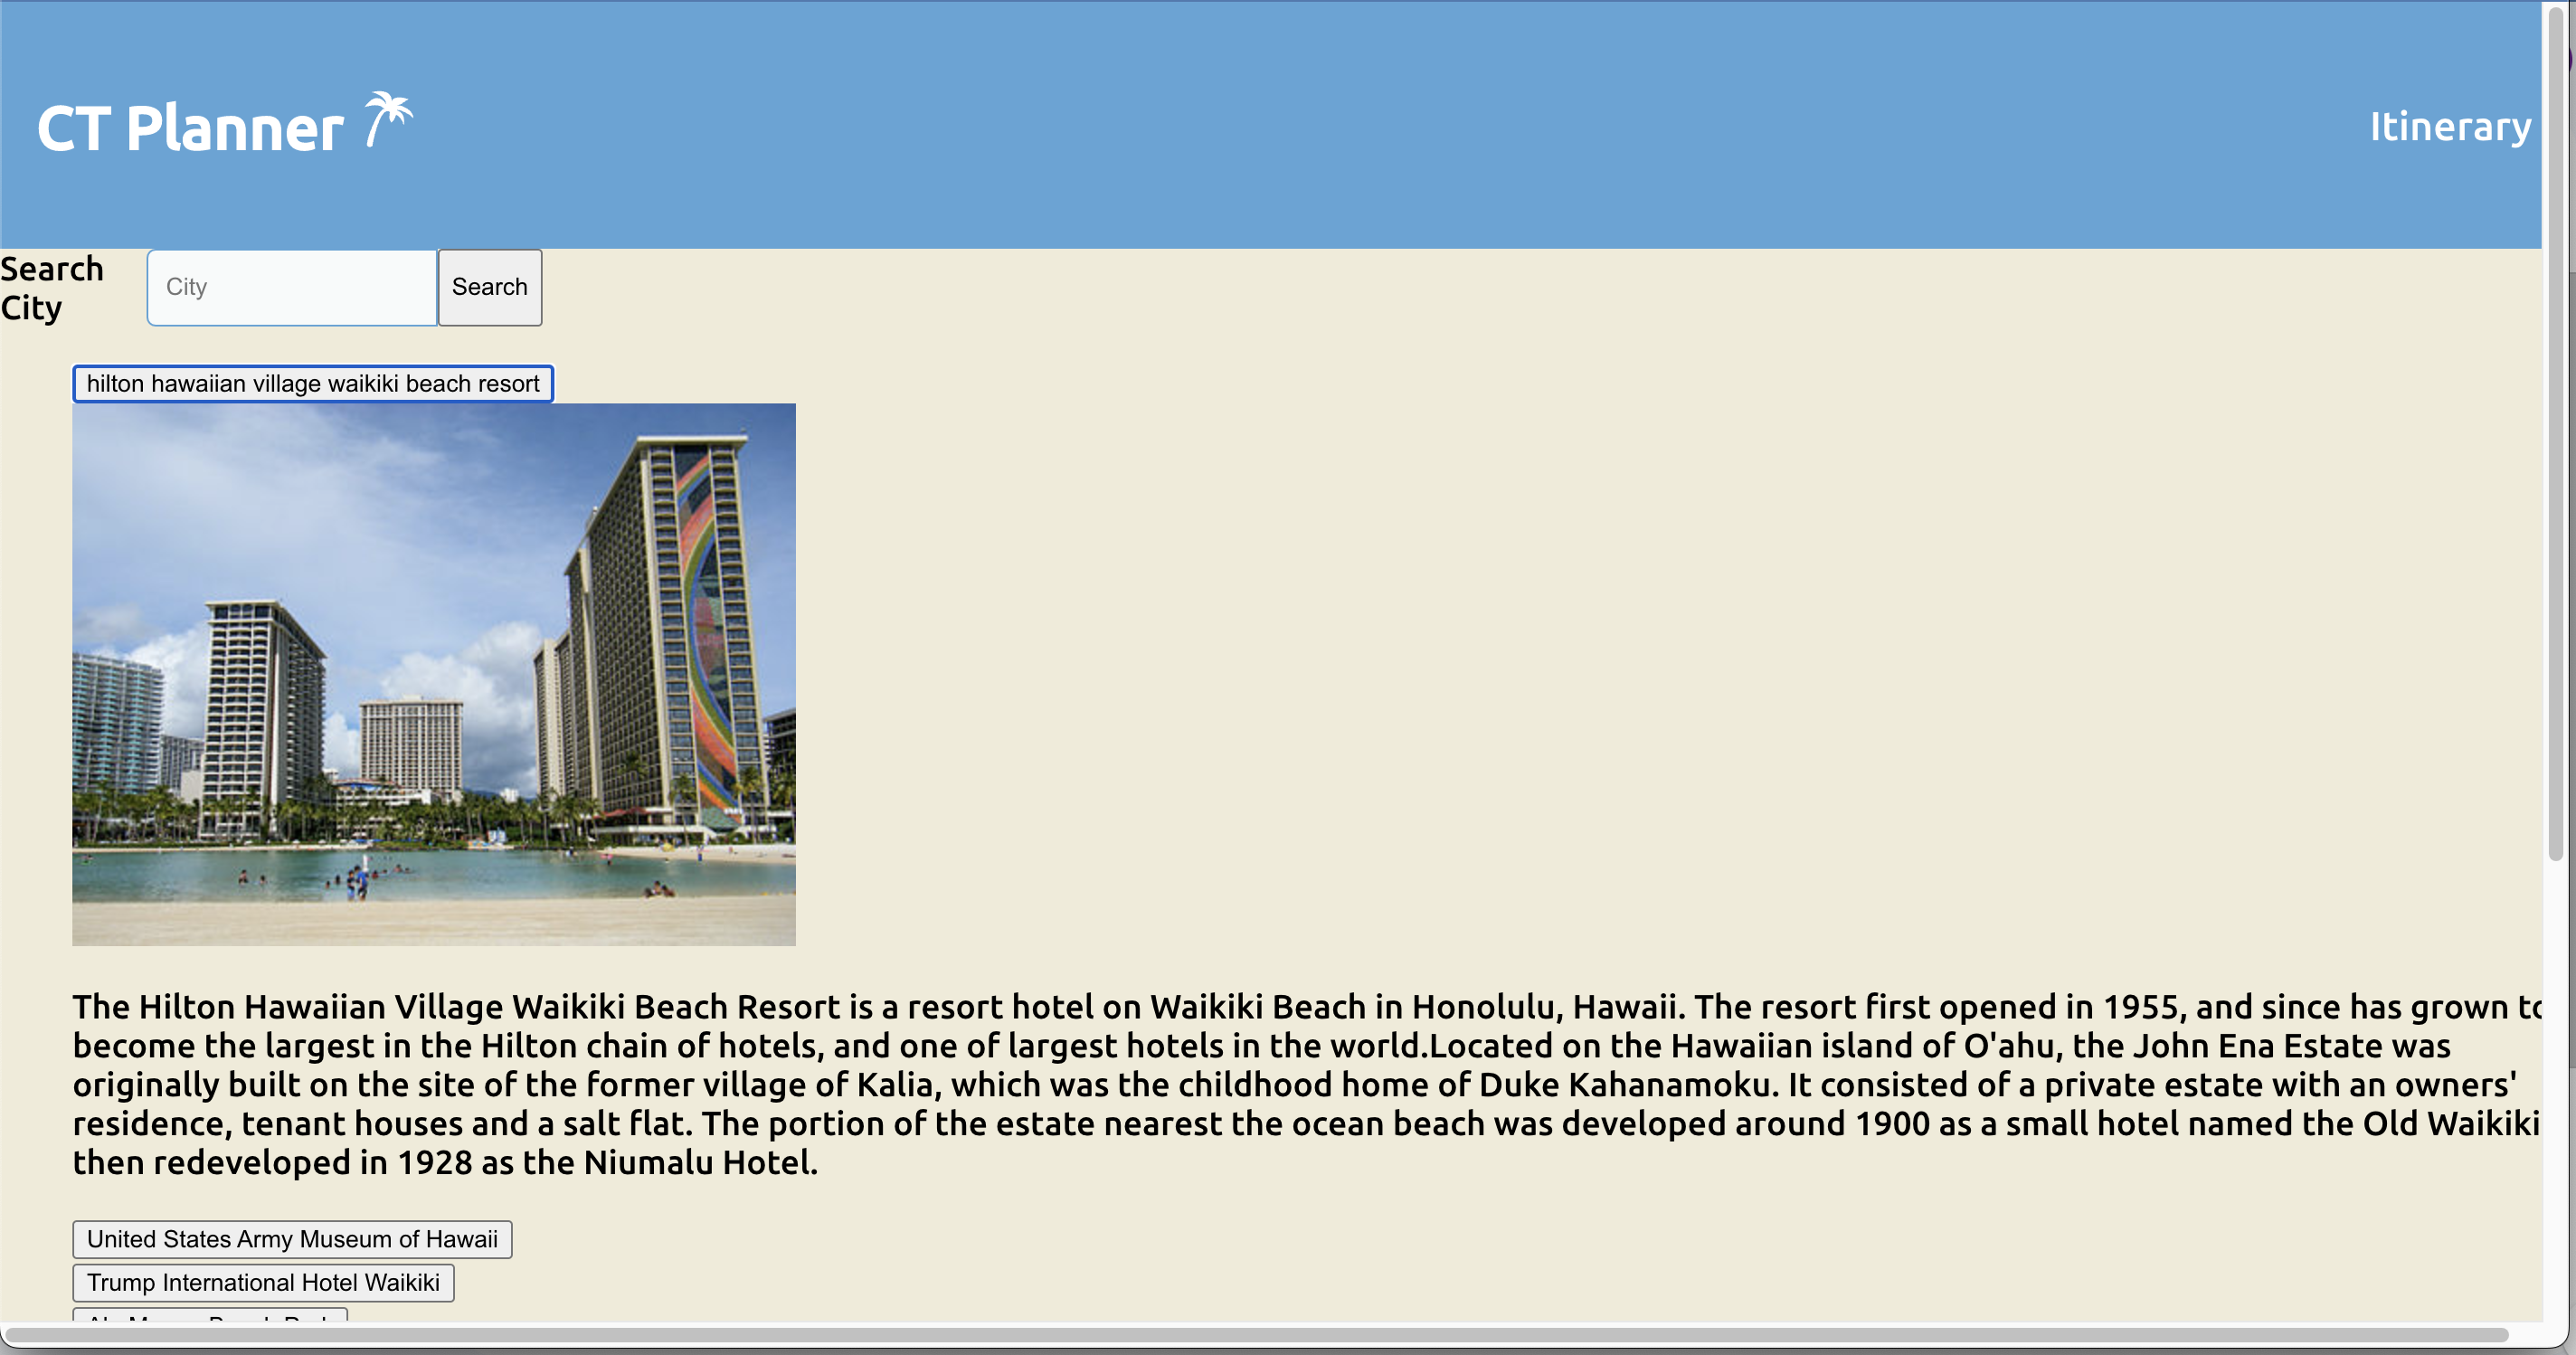 CT Planner
Itinerary
Search
City
City
Search
hilton hawaiian village waikiki beach resort
The Hilton Hawaiian Village Waikiki Beach Resort is a resort hotel on Waikiki Beach in Honolulu, Hawaii. The resort first opened in 1955, and since has grown to
become the largest in the Hilton chain of hotels, and one of largest hotels in the world.Located on the Hawaiian island of O'ahu, the John Ena Estate was
originally built on the site of the former village of Kalia, which was the childhood home of Duke Kahanamoku. It consisted of a private estate with an owners'
residence, tenant houses and a salt flat. The portion of the estate nearest the ocean beach was developed around 1900 as a small hotel named the Old Waikiki
then redeveloped in 1928 as the Niumalu Hotel.
United States Army Museum of Hawaii
Trump International Hotel Waikiki